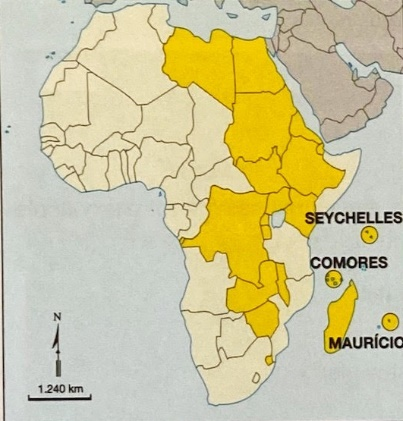 SEYCHELLES
COMORES
MAURÍCIO
N
1.240 km